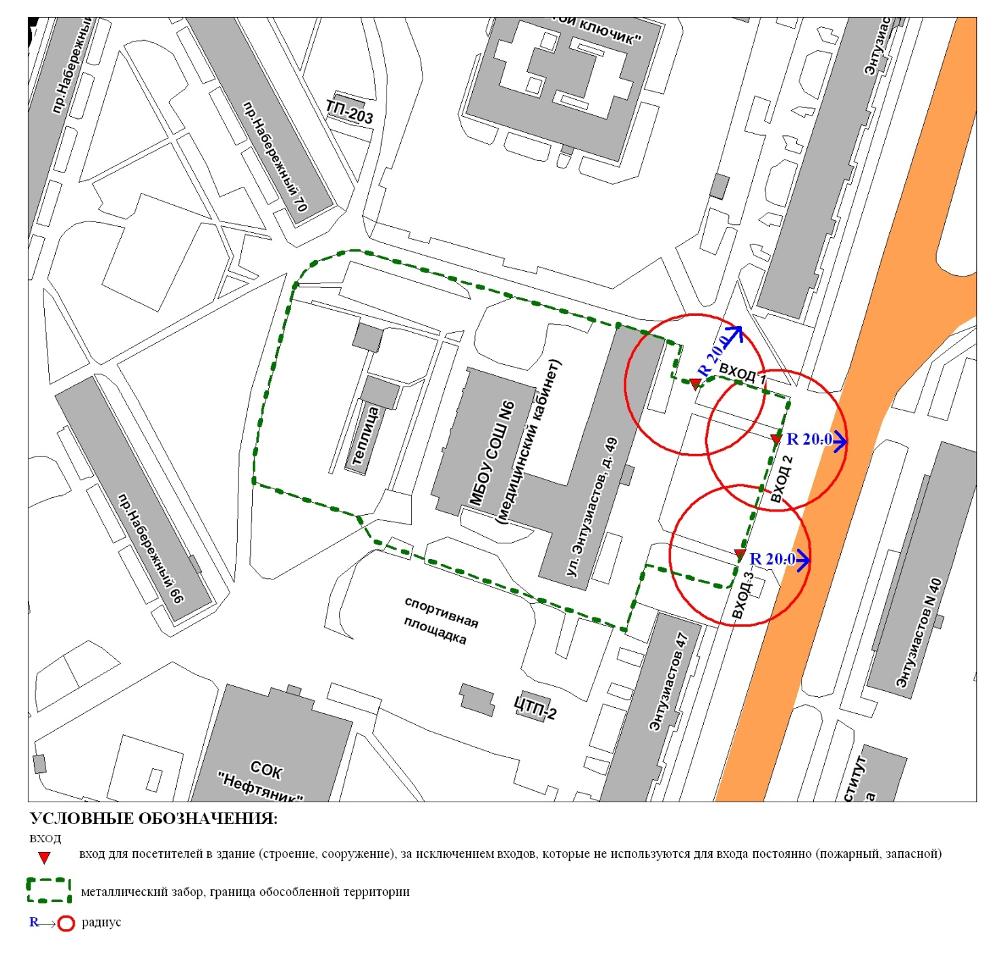 пр.Набережный
ТОЙ КЛЮЧИК"
Энтузиас
ТП-203
пр.Набережный 70
R 20.0
ВХОД 1
R 20.0
ВХОД 2
R 20.0
ВХОД 3
теплица
МБОУ СОШ N6
(медицинский кабинет)
ул. Энтузиастов, д. 49
пр.Набережный 66
спортивная
площадка
Энтузиастов N 40
Энтузиастов 47
ЦТП-2
СОК
"Нефтяник"
ститут
а
УСЛОВНЫЕ ОБОЗНАЧЕНИЯ:
ВХОД
вход для посетителей в здание (строение, сооружение), за исключением входов, которые не используются для входа постоянно (пожарный, запасной)
металлический забор, граница обособленной территории
R
радиус